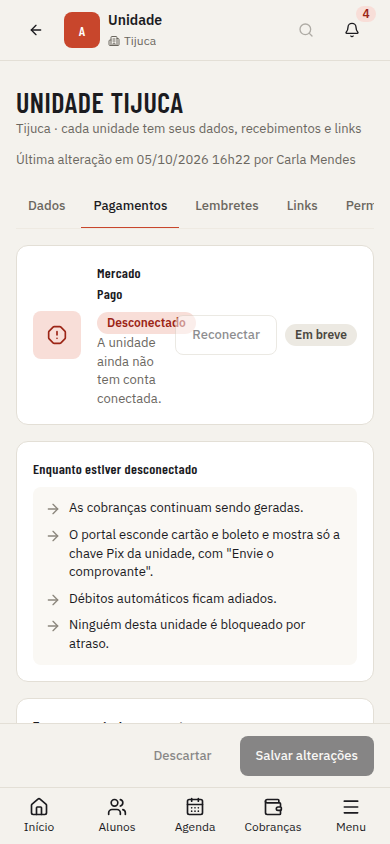 A
Unidade
Tijuca
4
UNIDADE TIJUCA
Tijuca · cada unidade tem seus dados, recebimentos e links
Última alteração em 05/10/2026 16h22 por Carla Mendes
Dados
Pagamentos
Lembretes
Links
Perm
Mercado
Pago
Desconectado
A unidade
ainda não
tem conta
conectada.
Reconectar
Em breve
Enquanto estiver desconectado
As cobranças continuam sendo geradas.
O portal esconde cartão e boleto e mostra só a
chave Pix da unidade, com "Envie o
comprovante".
Débitos automáticos ficam adiados.
Ninguém desta unidade é bloqueado por
atraso.
Descartar
Salvar alterações
Início
Alunos
Agenda
Cobranças
Menu